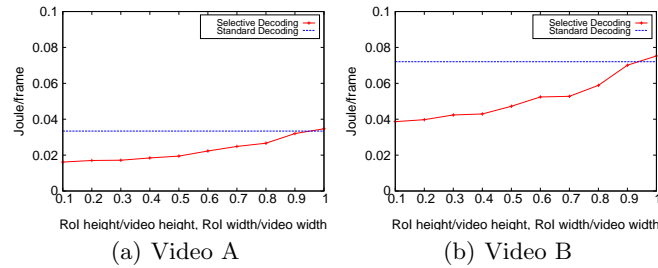 0.1
0.08
0.06
0.04
0.02
0
Joule/frame
Selective Decoding
Standard Decoding
0.1 0.2 0.3 0.4 0.5 0.6 0.7 0.8 0.9 1
RoI height/video height, RoI width/video width
(a) Video A
0.1
0.08
0.06
0.04
0.02
0
Joule/frame
Selective Decoding
Standard Decoding
0.1 0.2 0.3 0.4 0.5 0.6 0.7 0.8 0.9 1
RoI height/video height, RoI width/video width
(b) Video B